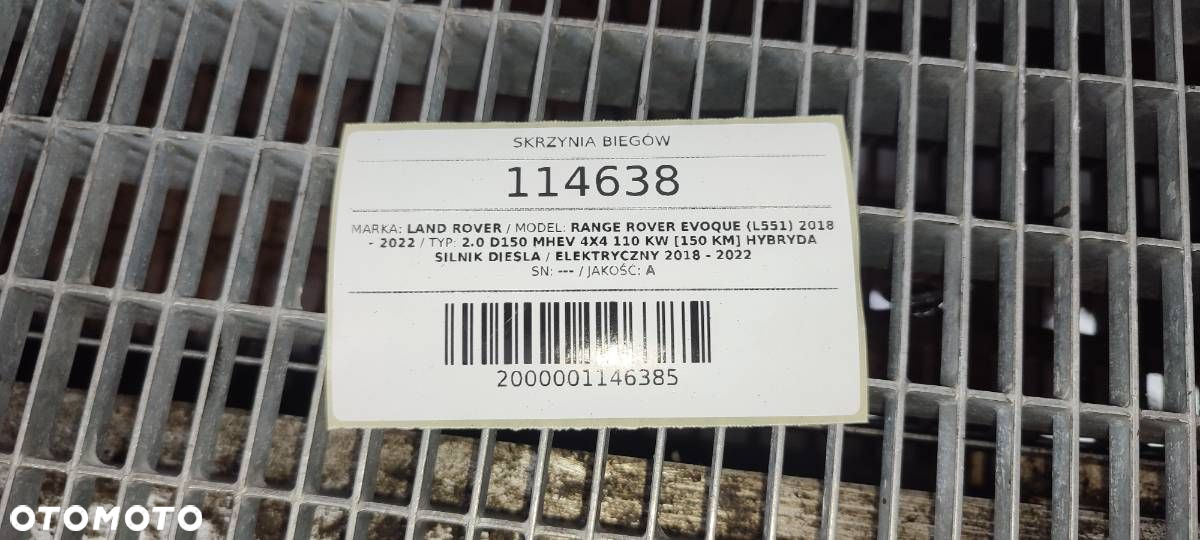 SKRZYNIA BIEGÓW
114638
MARKA: LAND ROVER / MODEL: RANGE ROVER EVOQUE (L551) 2018
- 2022 / TYP: 2.0 D150 MHEV 4X4 110 KW [150 KM] HYBRYDA
SILNIK DIESLA / ELEKTRYCZNY 2018 - 2022
SN: --- / JAKOŚĆ: A
2000001146385
OTOMOTO